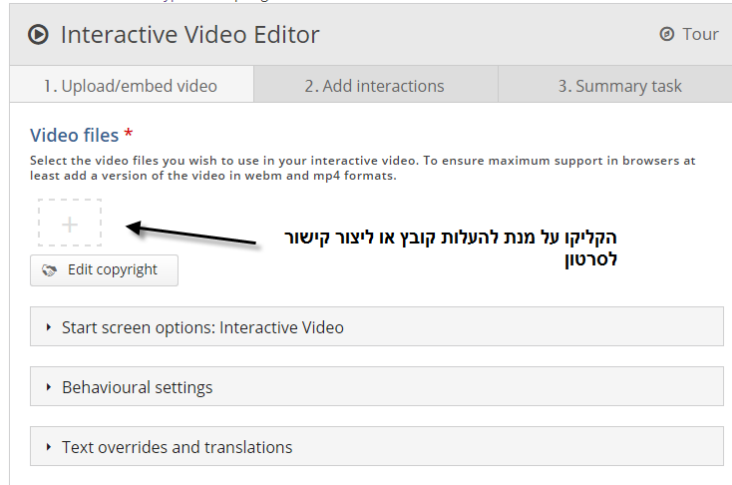 Interactive Video Editor
Tour
1. Upload/embed video
2. Add interactions
3. Summary task
Video files *
Select the video files you wish to use in your interactive video. To ensure maximum support in browsers at
least add a version of the video in webm and mp4 formats.
+
הקליקו על מנת להעלות קובץ או ליצור קישור
לסרטון
Edit copyright
Start screen options: Interactive Video
Behavioural settings
Text overrides and translations